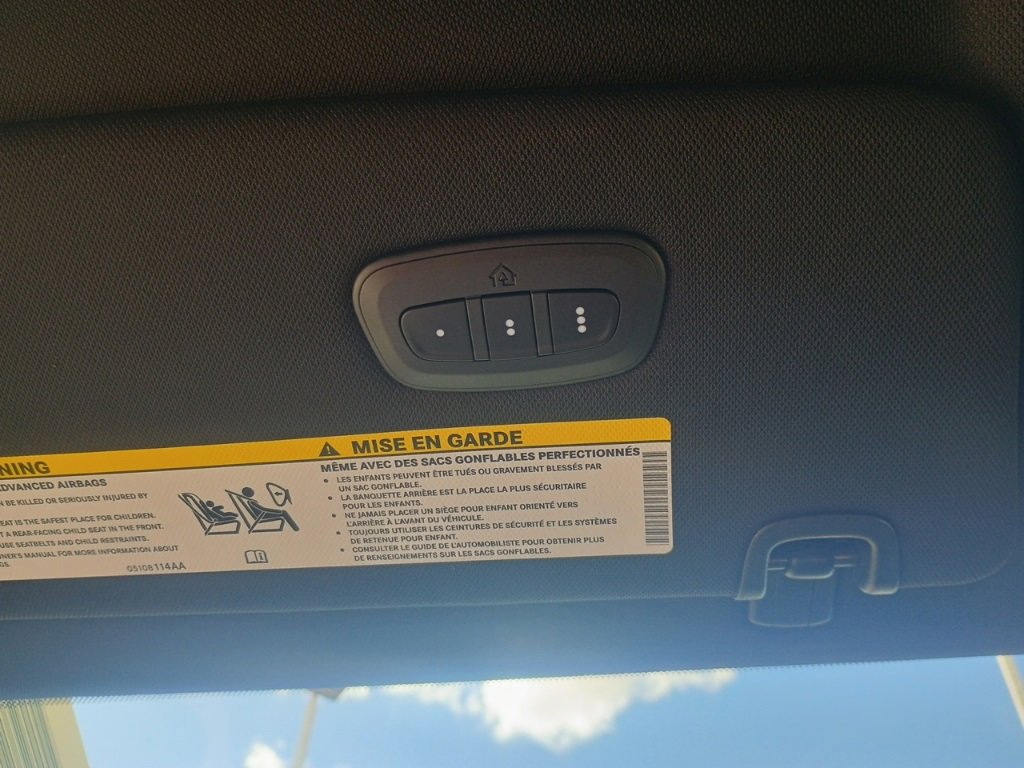 NING
ADVANCED AIRBAGS
N BE KILLED OR SERIOUSLY INJURED BY
EAT IS THE SAFEST PLACE FOR CHILDREN.
T A REAR-FACING CHILD SEAT IN THE FRONT.
USE SEATBELTS AND CHILD RESTRAINTS.
NER'S MANUAL FOR MORE INFORMATION ABOUT
GS.
05108114AA
MISE EN GARDE
MÊME AVEC DES SACS GONFLABLES PERFECTIONNÉS
• LES ENFANTS PEUVENT ÊTRE TUÉS OU GRAVEMENT BLESSÉS PAR
UN SAC GONFLABLE.
• LA BANQUETTE ARRIÈRE EST LA PLACE LA PLUS SÉCURITAIRE
POUR LES ENFANTS.
• NE JAMAIS PLACER UN SIÈGE POUR ENFANT ORIENTÉ VERS
L'ARRIÈRE À L'AVANT DU VÉHICULE.
• TOUJOURS UTILISER LES CEINTURES DE SÉCURITÉ ET LES SYSTÈMES
DE RETENUE POUR ENFANT.
• CONSULTER LE GUIDE DE L'AUTOMOBILISTE POUR OBTENIR PLUS
DE RENSEIGNEMENTS SUR LES SACS GONFLABLES.